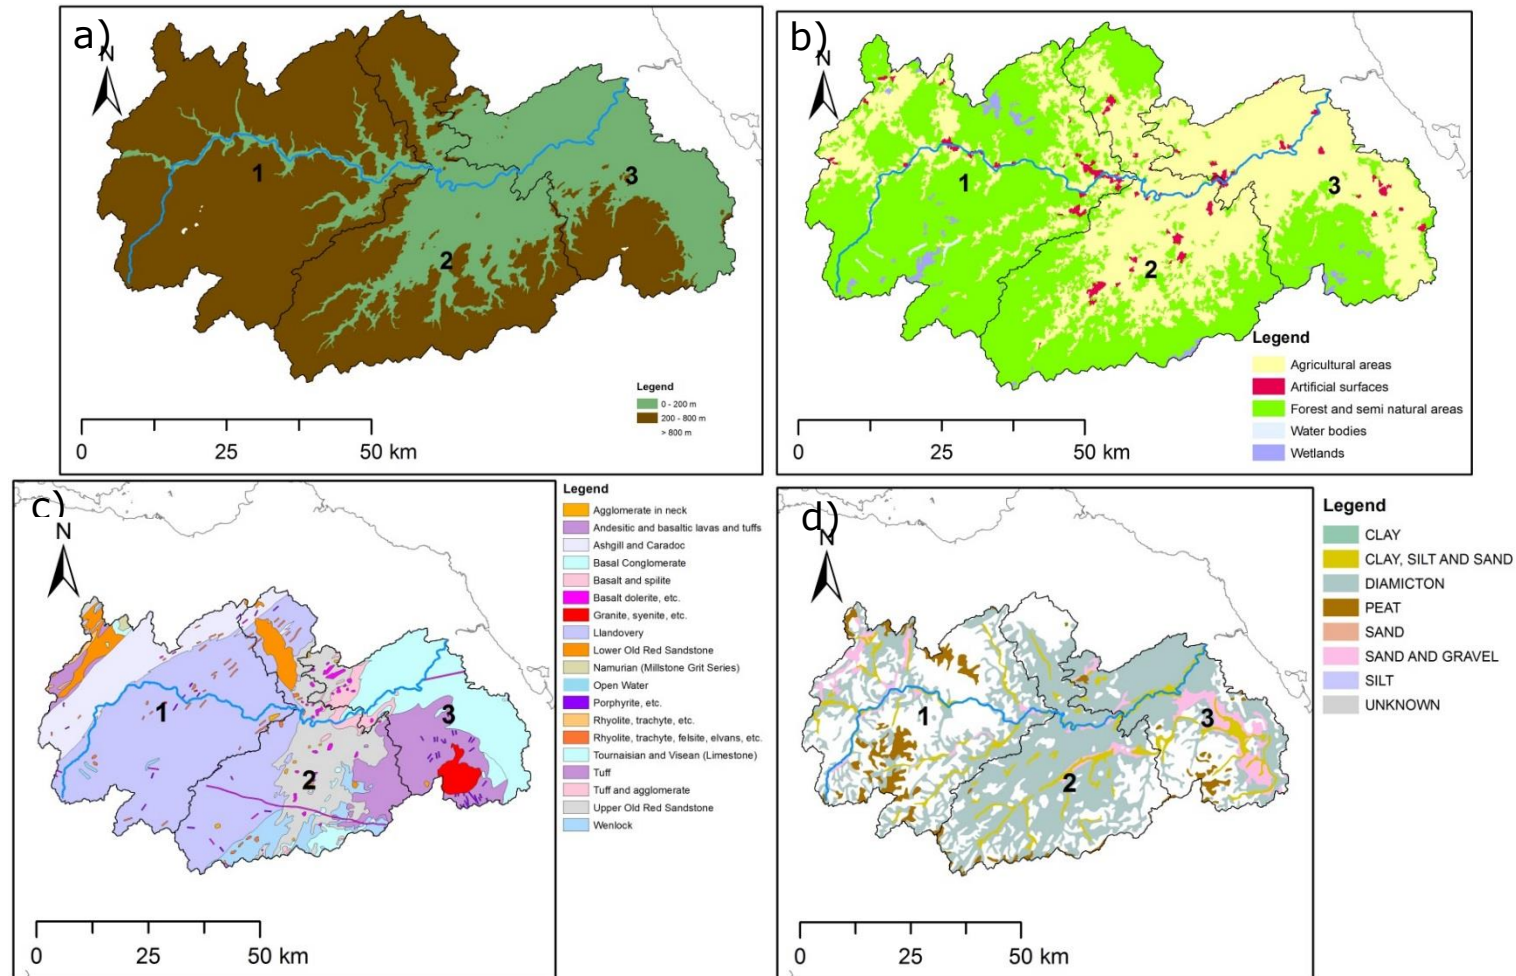 a)
N
1
2
3
Legend
0 - 200 m
200 - 800 m
> 800 m
0 25 50 km
b)
N
1
2
3
Legend
Agricultural areas
Artificial surfaces
Forest and semi natural areas
Water bodies
Wetlands
0 25 50 km
c)
N
1
2
3
0 25 50 km
Legend
Agglomerate in neck
Andesitic and basaltic lavas and tuffs
Ashgill and Caradoc
Basal Conglomerate
Basalt and spilite
Basalt dolerite, etc.
Granite, syenite, etc.
Llandovery
Lower Old Red Sandstone
Namurian (Millstone Grit Series)
Open Water
Porphyrite, etc.
Rhyolite, trachyte, etc.
Rhyolite, trachyte, felsite, elvans, etc.
Tournaisian and Visean (Limestone)
Tuff
Tuff and agglomerate
Upper Old Red Sandstone
Wenlock
d)
N
1
2
3
0 25 50 km
Legend
CLAY
CLAY, SILT AND SAND
DIAMICTON
PEAT
SAND
SAND AND GRAVEL
SILT
UNKNOWN